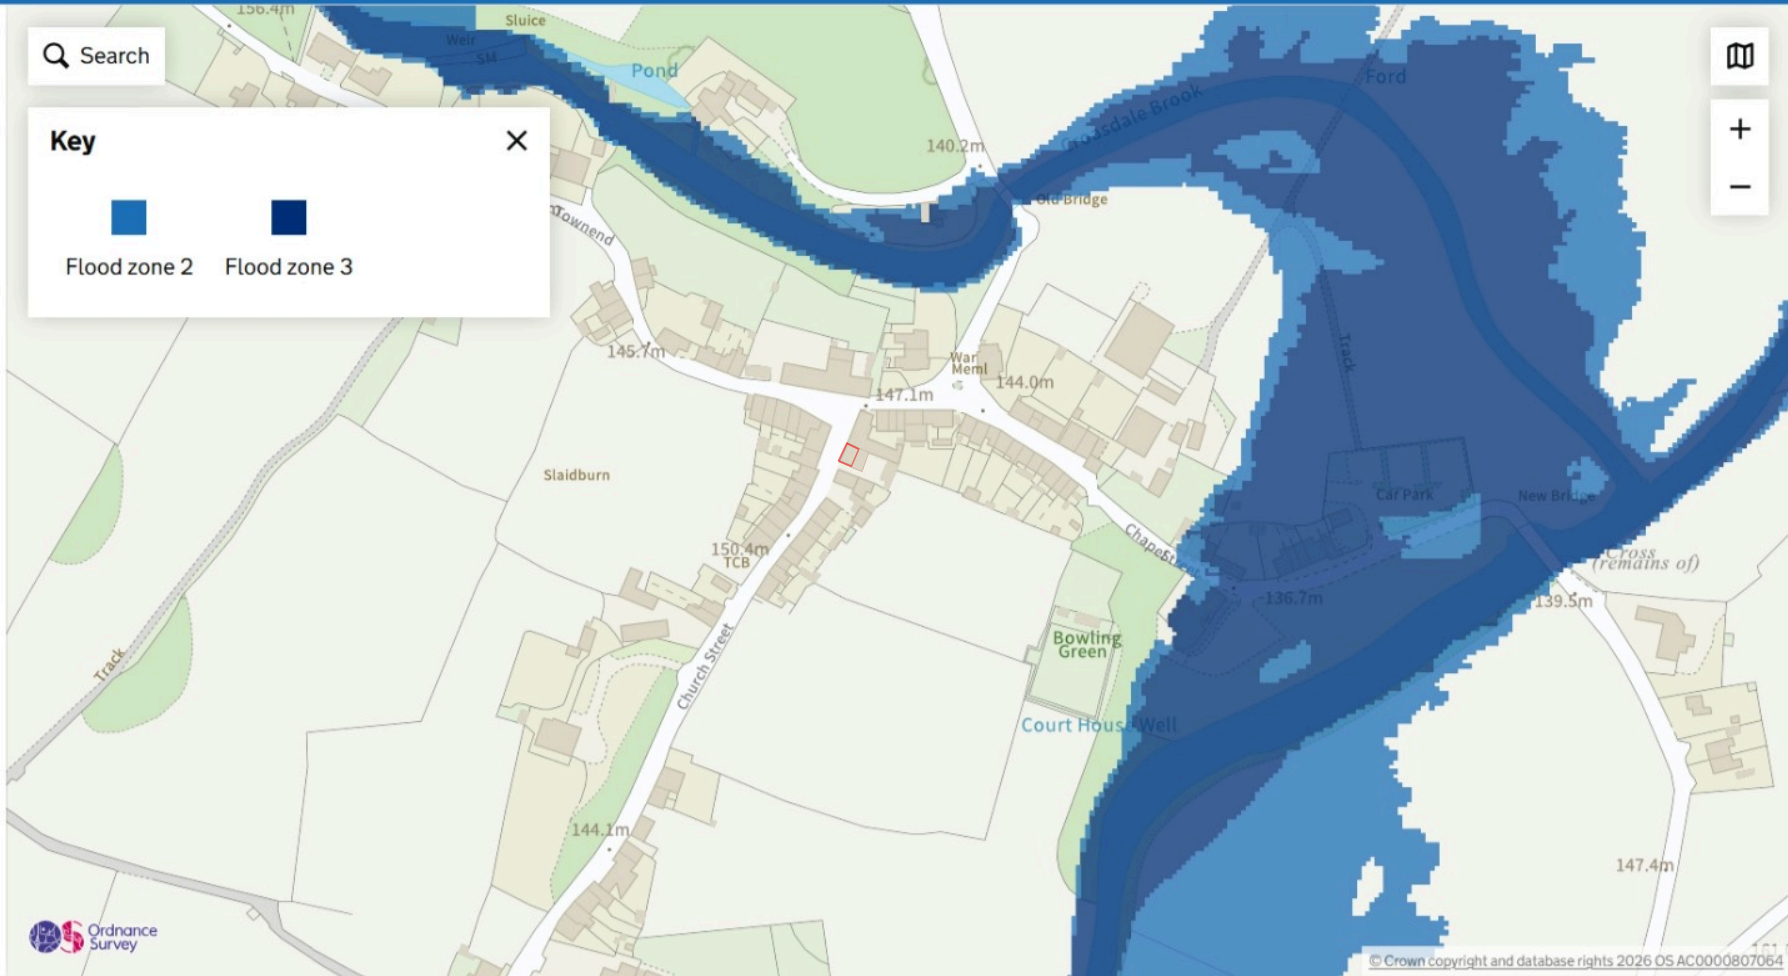 156.4m
Sluice
Weir
SM
Search
Pond
Ford
Key
Croasdale Brook
140.2m
Old Bridge
Townend
Flood zone 2
Flood zone 3
145.7m
War
Meml
144.0m
147.1m
Track
Slaidburn
Car Park
New Bridge
Chapel Street
150.4m
TCB
Cross
(remains of)
136.7m
139.5m
Bowling
Green
Track
Church Street
Court House Well
144.1m
147.4m
Ordnance
Survey
© Crown copyright and database rights 2026 OS AC0000807064